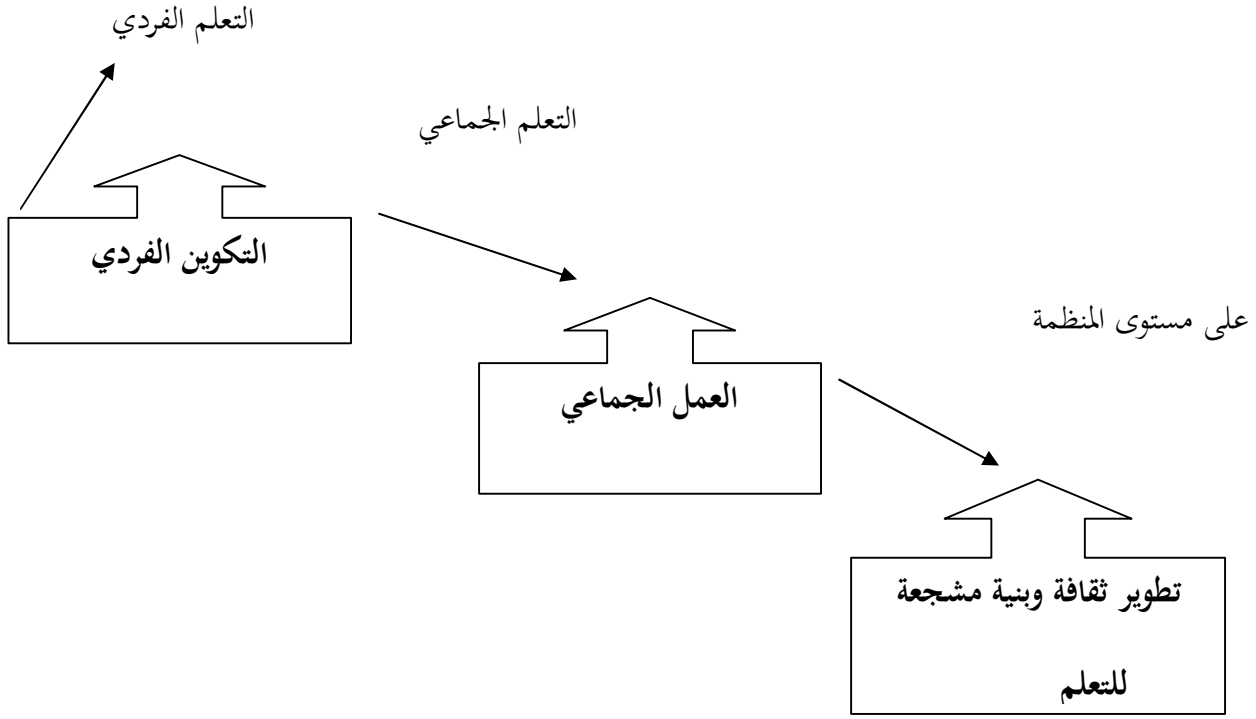 التعلم الفردي
التعلم الجماعي
التكوين الفردي
على مستوى المنظمة
العمل الجماعي
تطوير ثقافة وبنية مشجعة
للتعلم